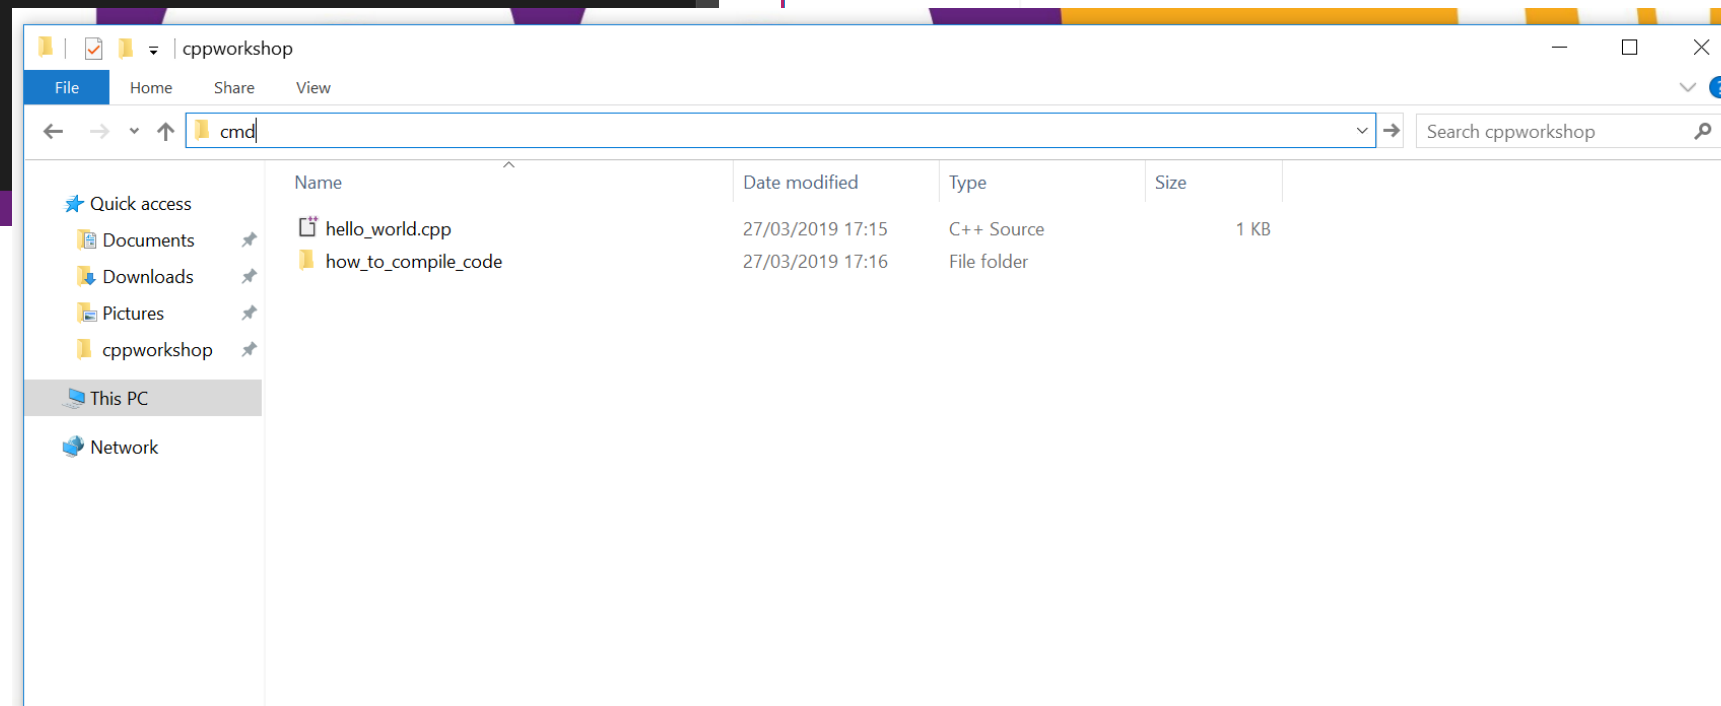 cppworkshop
File Home Share View
cmd
Search cppworkshop
Name Date modified Type Size
Quick access
Documents
Downloads
Pictures
cppworkshop
This PC
Network
hello_world.cpp 27/03/2019 17:15 C++ Source 1 KB
how_to_compile_code 27/03/2019 17:16 File folder